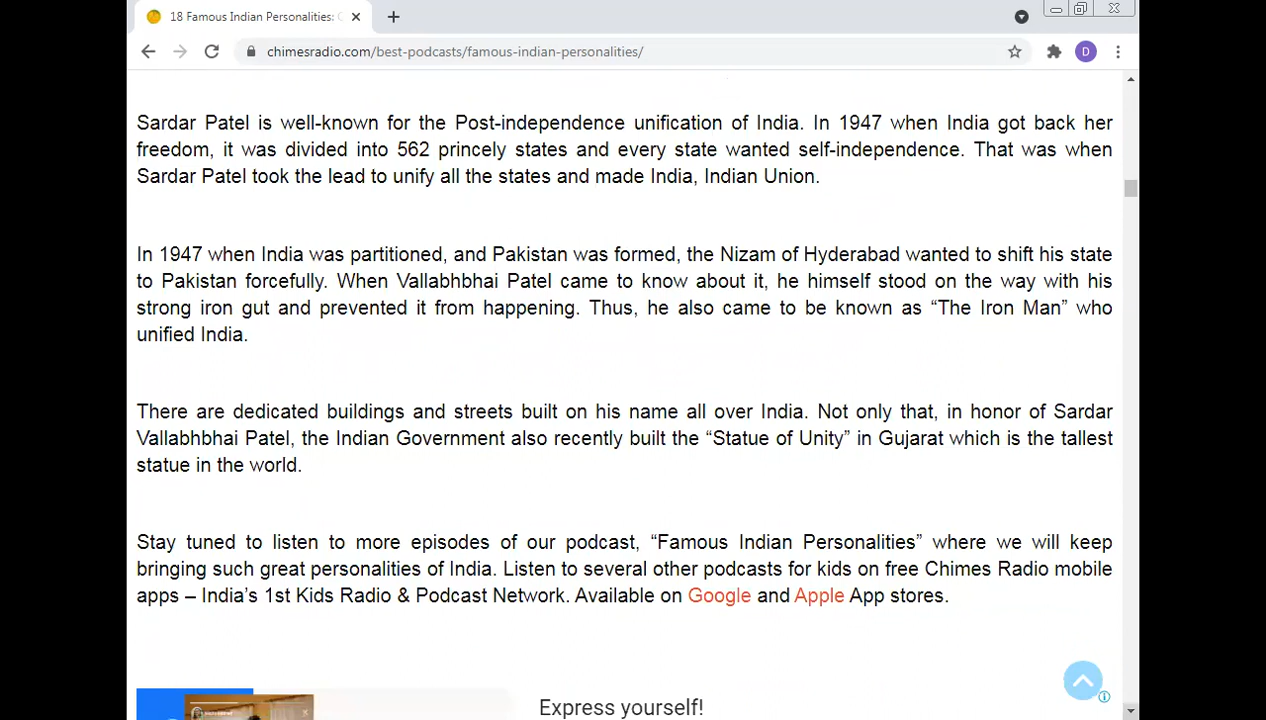 18 Famous Indian Personalities:
chimesradio.com/best-podcasts/famous-indian-personalities/
D
Sardar Patel is well-known for the Post-independence unification of India. In 1947 when India got back her
freedom, it was divided into 562 princely states and every state wanted self-independence. That was when
Sardar Patel took the lead to unify all the states and made India, Indian Union.
In 1947 when India was partitioned, and Pakistan was formed, the Nizam of Hyderabad wanted to shift his state
to Pakistan forcefully. When Vallabhbhai Patel came to know about it, he himself stood on the way with his
strong iron gut and prevented it from happening. Thus, he also came to be known as “The Iron Man” who
unified India.
There are dedicated buildings and streets built on his name all over India. Not only that, in honor of Sardar
Vallabhbhai Patel, the Indian Government also recently built the “Statue of Unity” in Gujarat which is the tallest
statue in the world.
Stay tuned to listen to more episodes of our podcast, “Famous Indian Personalities” where we will keep
bringing such great personalities of India. Listen to several other podcasts for kids on free Chimes Radio mobile
apps – India’s 1st Kids Radio & Podcast Network. Available on Google and Apple App stores.
Express yourself!